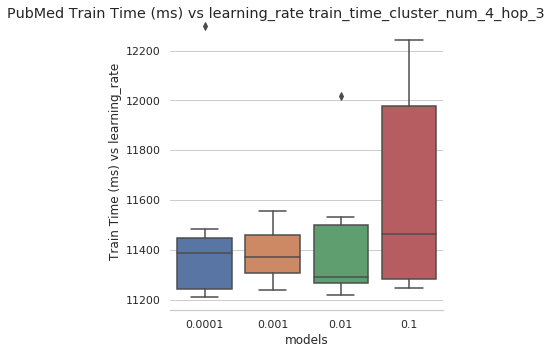 PubMed Train Time (ms) vs learning_rate train_time_cluster_num_4_hop_3
Train Time (ms) vs learning_rate
12200
12000
11800
11600
11400
11200
0.0001 0.001 0.01 0.1
models